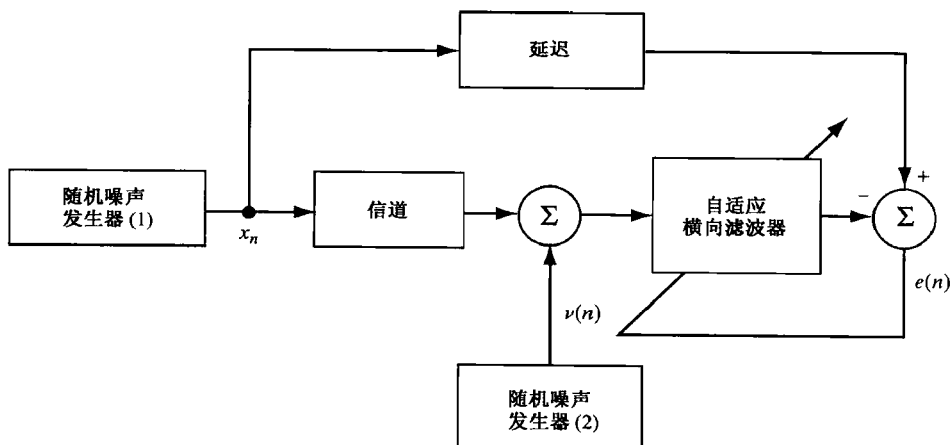 延迟
+
随机噪声
发生器 (1)
x_n
信道
Σ
自适应
横向滤波器
−
Σ
e(n)
ν(n)
随机噪声
发生器 (2)